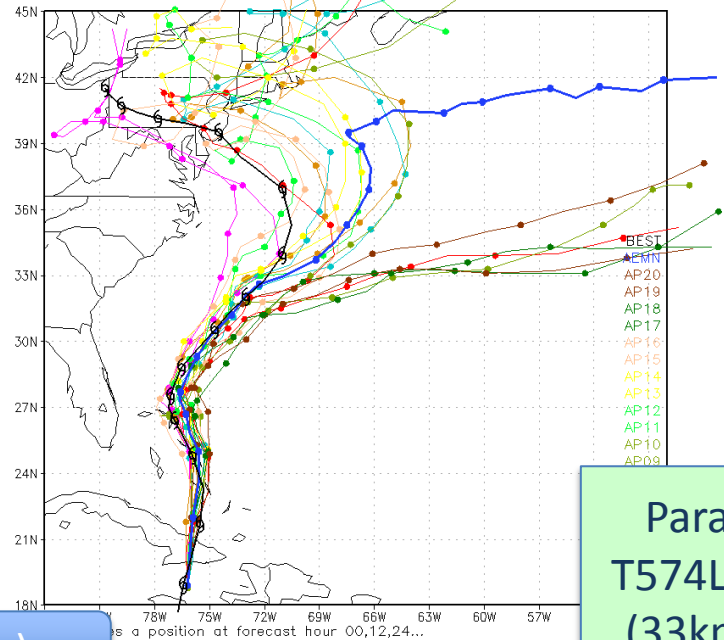 45N
42N
39N
36N
33N
30N
27N
24N
21N
18N
78W 75W 72W 69W 66W 63W 60W 57W
BEST
AEMN
AP20
AP19
AP18
AP17
AP16
AP15
AP14
AP13
AP12
AP11
AP10
AP09
Para
T574L
(33k
a position at forecast hour 00,12,24...